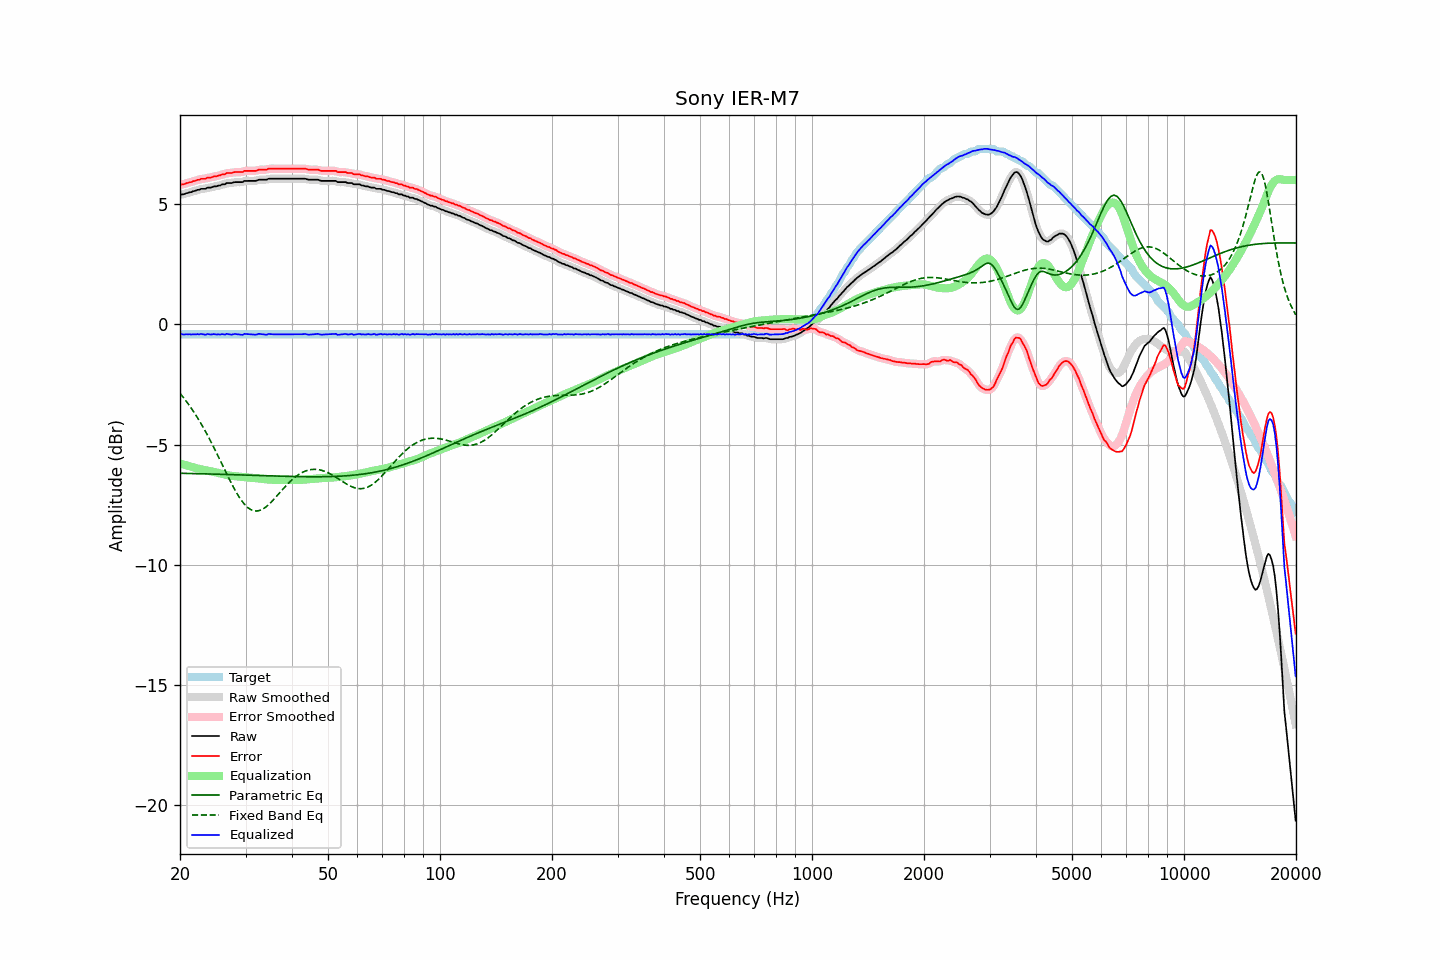 Sony IER-M7
Amplitude (dBr)
5
0
−5
−10
−15
−20
Target
Raw Smoothed
Error Smoothed
Raw
Error
Equalization
Parametric Eq
Fixed Band Eq
Equalized
20 50 100 200 500 1000 2000 5000 10000 20000
Frequency (Hz)